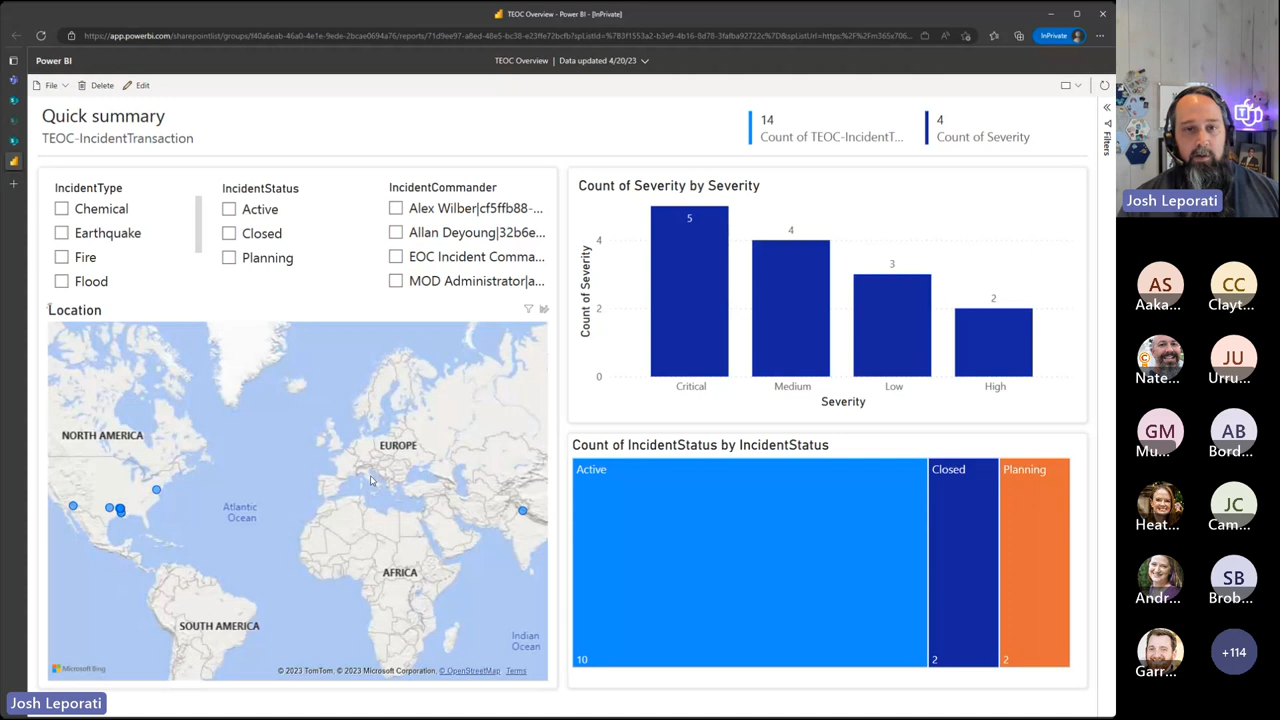 TEOC Overview - Power BI - [InPrivate]
InPrivate
Power BI
TEOC Overview | Data updated 4/20/23
File
Delete
Edit
Quick summary
TEOC-IncidentTransaction
14
Count of TEOC-IncidentT...
4
Count of Severity
Filters
IncidentType
Chemical
Earthquake
Fire
Flood
IncidentStatus
Active
Closed
Planning
IncidentCommander
Alex Wilber|cf5ffb88-...
Allan Deyoung|32b6e...
EOC Incident Comma...
MOD Administrator|a...
Location
NORTH AMERICA
EUROPE
Atlantic
Ocean
AFRICA
SOUTH AMERICA
Indian
Ocean
Microsoft Bing
© 2023 TomTom, © 2023 Microsoft Corporation, © OpenStreetMap Terms
Count of Severity by Severity
Count of Severity
4
2
0
5
4
3
2
Critical
Medium
Low
High
Severity
Count of IncidentStatus by IncidentStatus
Active
10
Closed
2
Planning
2
Josh Leporati
Josh Leporati
AS
Aaka...
CC
Clayt...
Nate...
JU
Urru...
GM
Mu...
AB
Bord...
Heat...
JC
Cam...
Andr...
SB
Brob...
Garr...
+114